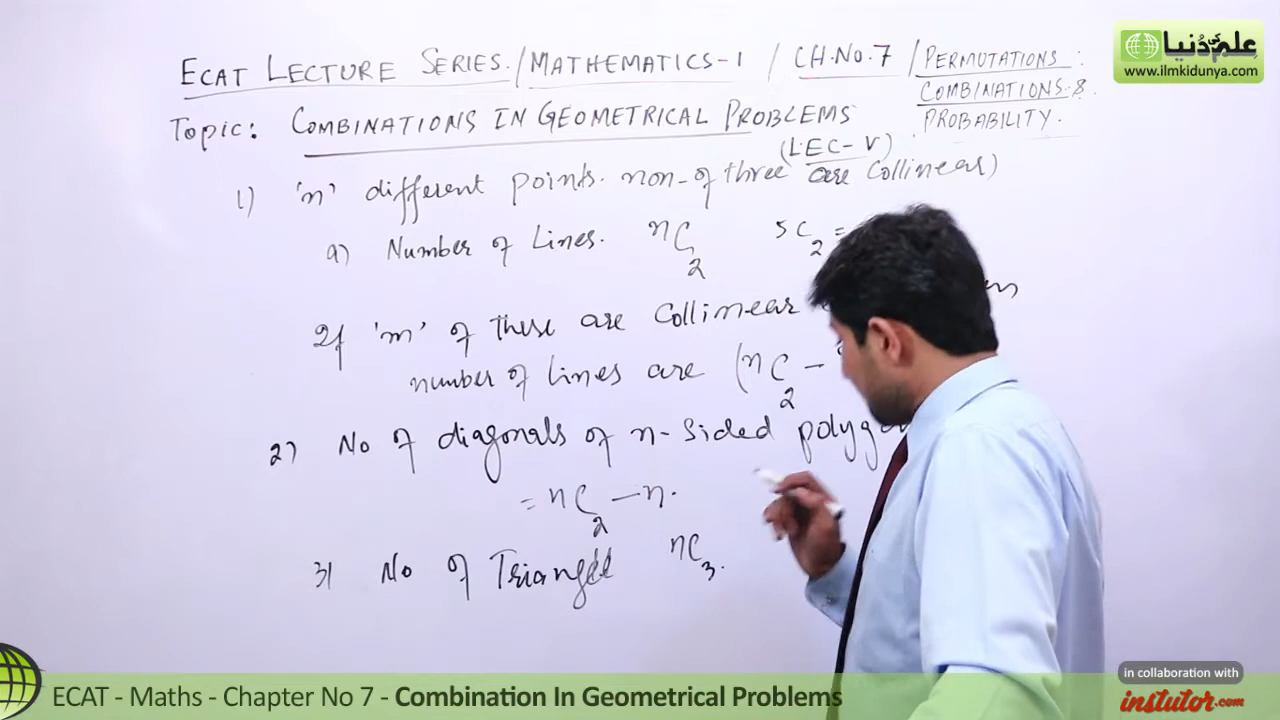 ECAT LECTURE SERIES. / MATHEMATICS-1 / CH.NO.7 / PERMUTATIONS :
COMBINATIONS &
PROBABILITY.
Topic: COMBINATIONS IN GEOMETRICAL PROBLEMS
(LEC-V)
1) 'n' different points. non-of three are Collinear)
a) Number of Lines. nC2 5C2 =
If 'm' of these are Collinear
number of lines are (nC2 -
2) No of diagonals of n-sided polygon
= nC2 - n.
3) No of Triangle nC3.
علم کی دُنیا
www.ilmkidunya.com
ECAT - Maths - Chapter No 7 - Combination In Geometrical Problems
in collaboration with
instutor.com